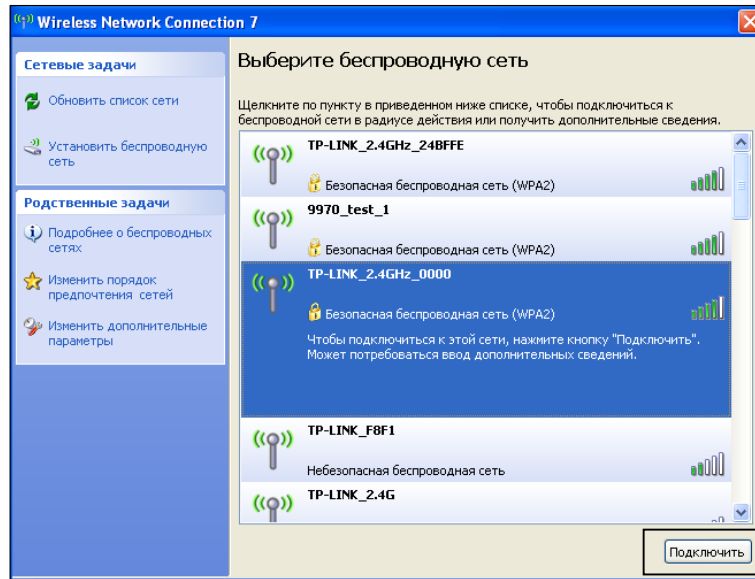 Wireless Network Connection 7
Сетевые задачи
Обновить список сети
Установить беспроводную
сеть
Родственные задачи
Подробнее о беспроводных
сетях
Изменить порядок
предпочтения сетей
Изменить дополнительные
параметры
Выберите беспроводную сеть
Щелкните по пункту в приведенном ниже списке, чтобы подключиться к
беспроводной сети в радиусе действия или получить дополнительные сведения.
TP-LINK_2.4GHz_24BFFE
Безопасная беспроводная сеть (WPA2)
9970_test_1
Безопасная беспроводная сеть (WPA2)
TP-LINK_2.4GHz_0000
Безопасная беспроводная сеть (WPA2)
Чтобы подключиться к этой сети, нажмите кнопку "Подключить".
Может потребоваться ввод дополнительных сведений.
TP-LINK_F8F1
Небезопасная беспроводная сеть
TP-LINK_2.4G
Подключить